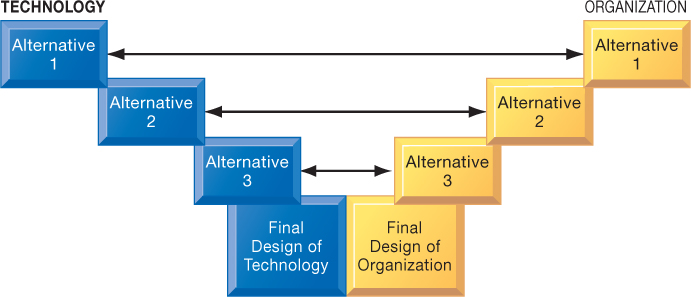 TECHNOLOGY
ORGANIZATION
Alternative
1
Alternative
1
Alternative
2
Alternative
2
Alternative
3
Alternative
3
Final
Design of
Technology
Final
Design of
Organization